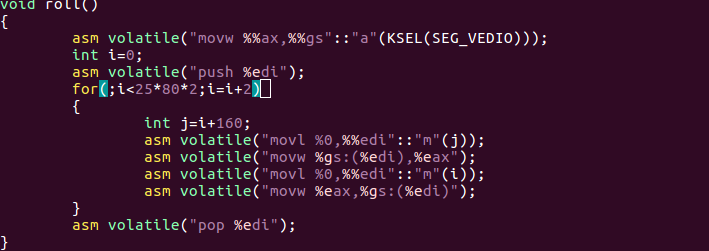 void roll()
{
asm volatile("movw %%ax,%%gs"::"a"(KSEL(SEG_VEDIO)));
int i=0;
asm volatile("push %edi");
for(;i<25*80*2;i=i+2)
{
int j=i+160;
asm volatile("movl %0,%%edi"::"m"(j));
asm volatile("movw %gs:(%edi),%eax");
asm volatile("movl %0,%%edi"::"m"(i));
asm volatile("movw %eax,%gs:(%edi)");
}
asm volatile("pop %edi");
}